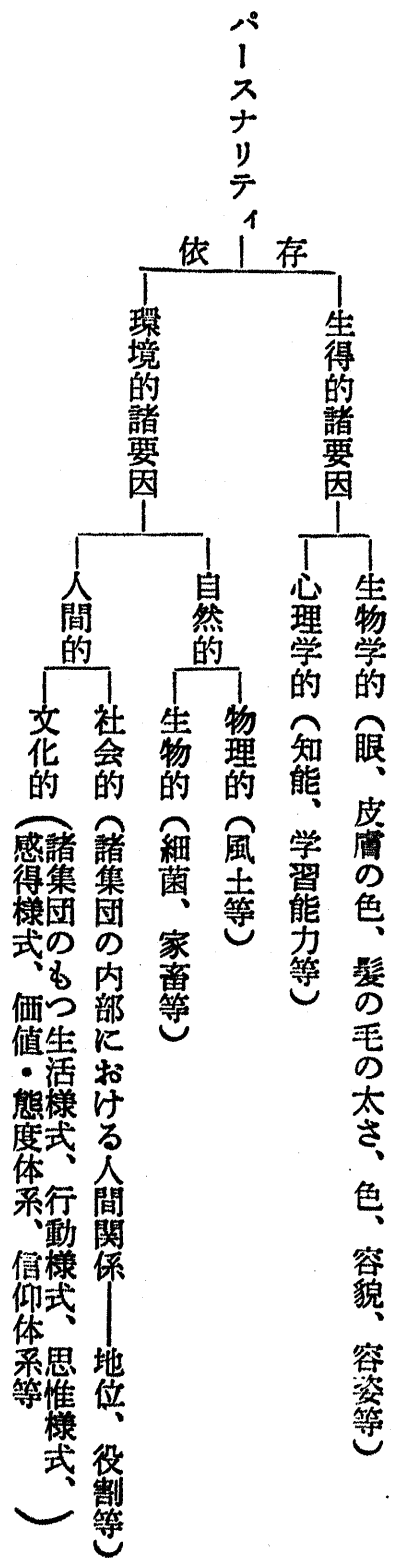 パースナリティ
依存
生得的諸要因
生物学的（眼、皮膚の色、髪の毛の太さ、色、容貌、容姿等）
心理学的（知能、学習能力等）
環境的諸要因
自然的
物理的（風土等）
生物的（細菌、家畜等）
人間的
社会的（諸集団の内部における人間関係――地位、役割等）
文化的（諸集団のもつ生活様式、行動様式、思惟様式、
感得様式、価値・態度体系、信仰体系等）